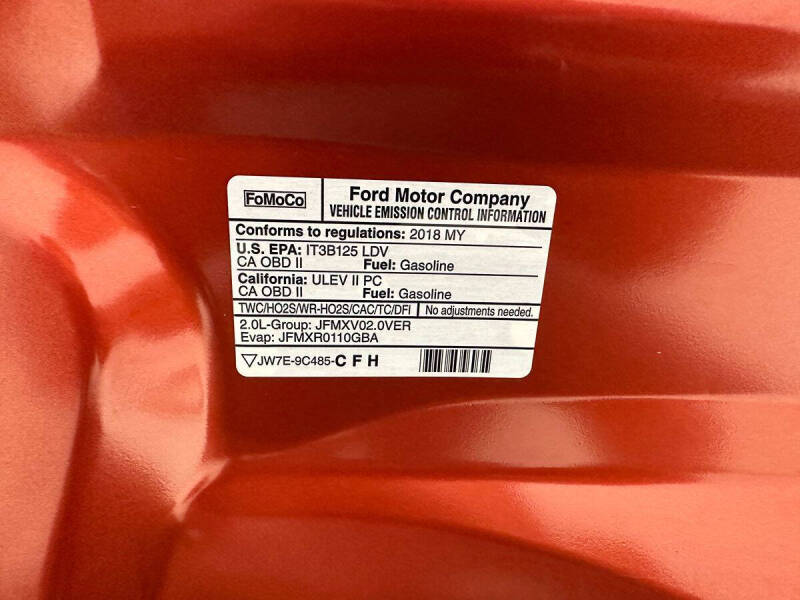 FoMoCo
Ford Motor Company
VEHICLE EMISSION CONTROL INFORMATION
Conforms to regulations: 2018 MY
U.S. EPA: IT3B125 LDV
CA OBD II Fuel: Gasoline
California: ULEV II PC
CA OBD II Fuel: Gasoline
TWC/HO2S/WR-HO2S/CAC/TC/DFI No adjustments needed.
2.0L-Group: JFMXV02.0VER
Evap: JFMXR0110GBA
JW7E-9C485-C F H